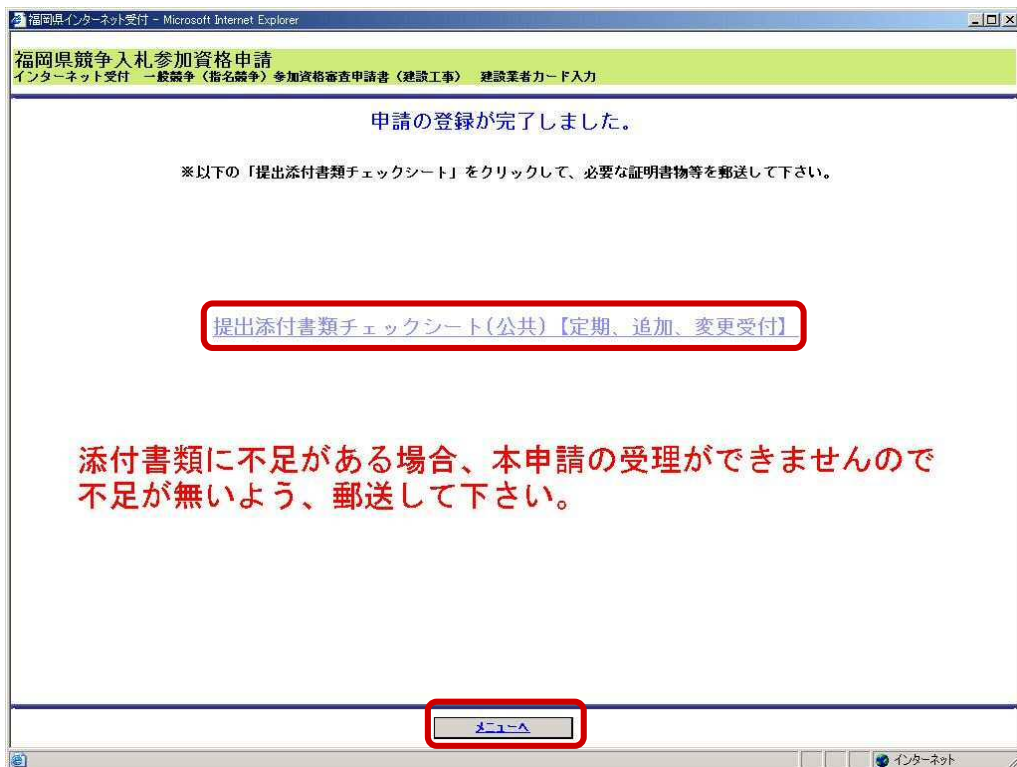 福岡県インターネット受付 - Microsoft Internet Explorer
福岡県競争入札参加資格申請
インターネット受付 一般競争（指名競争）参加資格審査申請書（建設工事） 建設業者カード入力
申請の登録が完了しました。
※以下の「提出添付書類チェックシート」をクリックして、必要な証明書物等を郵送して下さい。
提出添付書類チェックシート(公共)【定期、追加、変更受付】
添付書類に不足がある場合、本申請の受理ができませんので
不足が無いよう、郵送して下さい。
メニューへ
インターネット